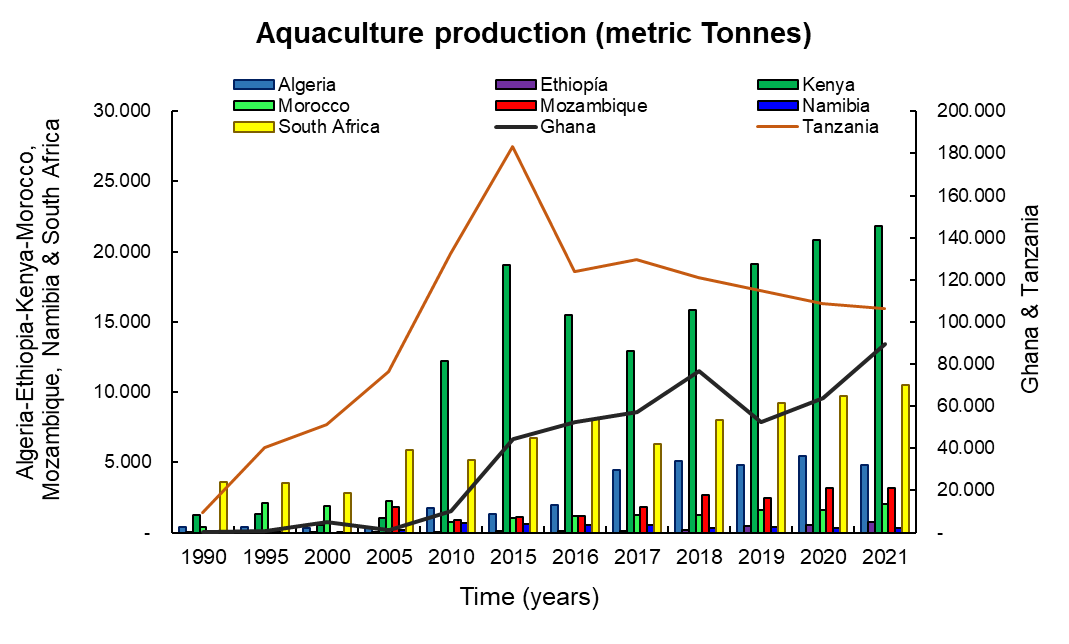 Aquaculture production (metric Tonnes)
Algeria Ethiopía Kenya
Morocco Mozambique Namibia
South Africa Ghana Tanzania
Algeria-Ethiopia-Kenya-Morocco,
Mozambique, Namibia & South Africa
30.000
25.000
20.000
15.000
10.000
5.000
-
200.000
180.000
160.000
140.000
120.000
100.000
80.000
60.000
40.000
20.000
-
Ghana & Tanzania
1990 1995 2000 2005 2010 2015 2016 2017 2018 2019 2020 2021
Time (years)